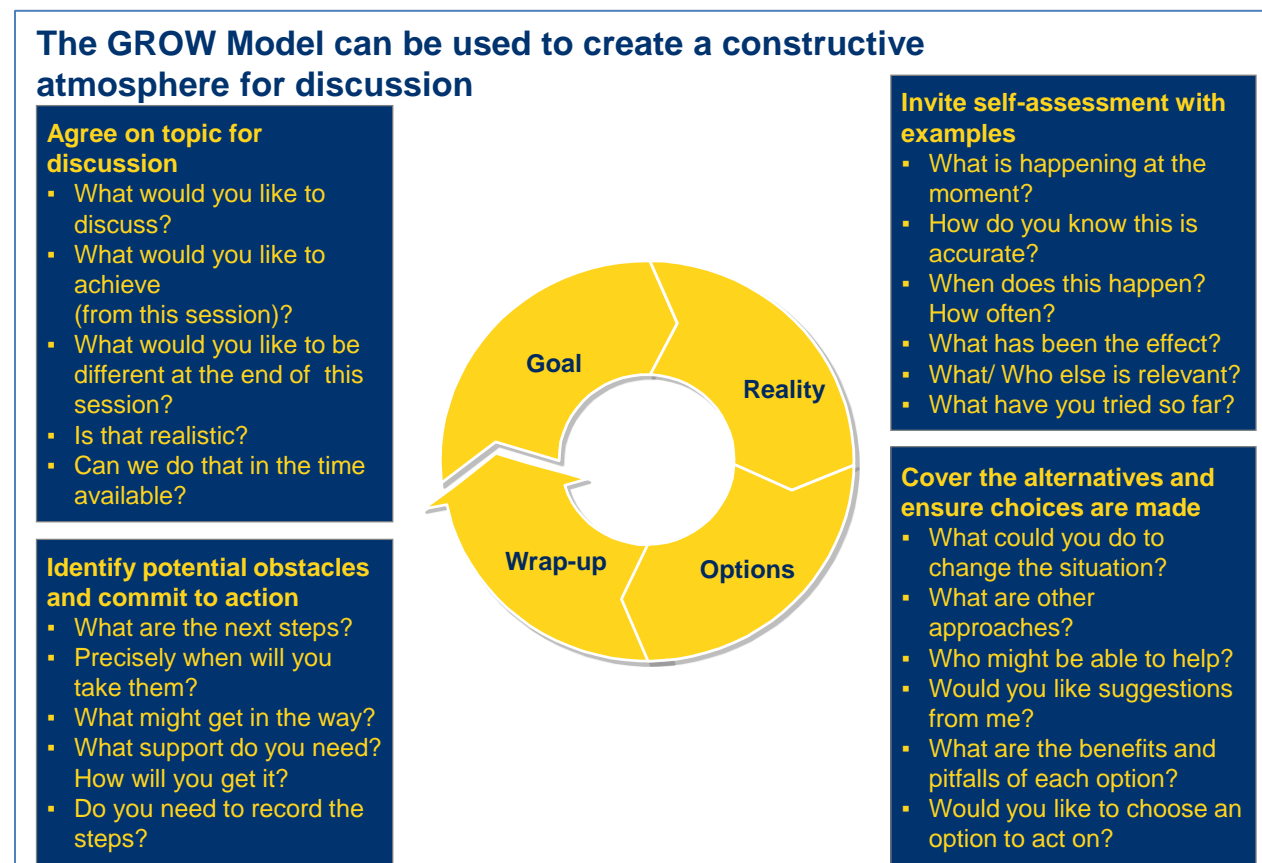 The GROW Model can be used to create a constructive
atmosphere for discussion
Agree on topic for
discussion
▪ What would you like to
discuss?
▪ What would you like to
achieve
(from this session)?
▪ What would you like to be
different at the end of  this
session?
▪ Is that realistic?
▪ Can we do that in the time
available?
Invite self-assessment with
examples
▪ What is happening at the
moment?
▪ How do you know this is
accurate?
▪ When does this happen?
How often?
▪ What has been the effect?
▪ What/ Who else is relevant?
▪ What have you tried so far?
Goal
Reality
Wrap-up
Options
Identify potential obstacles
and commit to action
▪ What are the next steps?
▪ Precisely when will you
take them?
▪ What might get in the way?
▪ What support do you need?
How will you get it?
▪ Do you need to record the
steps?
Cover the alternatives and
ensure choices are made
▪ What could you do to
change the situation?
▪ What are other
approaches?
▪ Who might be able to help?
▪ Would you like suggestions
from me?
▪ What are the benefits and
pitfalls of each option?
▪ Would you like to choose an
option to act on?